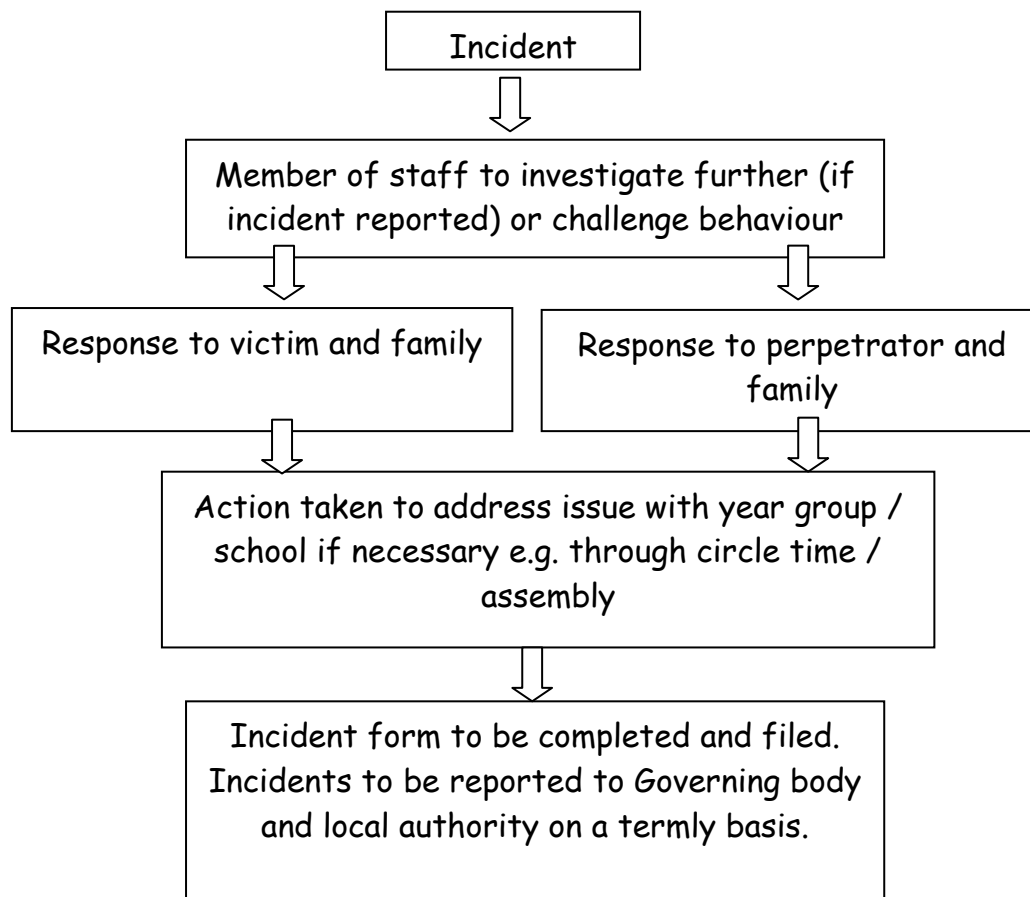 Incident
Member of staff to investigate further (if
incident reported) or challenge behaviour
Response to victim and family
Response to perpetrator and
family
Action taken to address issue with year group /
school if necessary e.g. through circle time /
assembly
Incident form to be completed and filed.
Incidents to be reported to Governing body
and local authority on a termly basis.